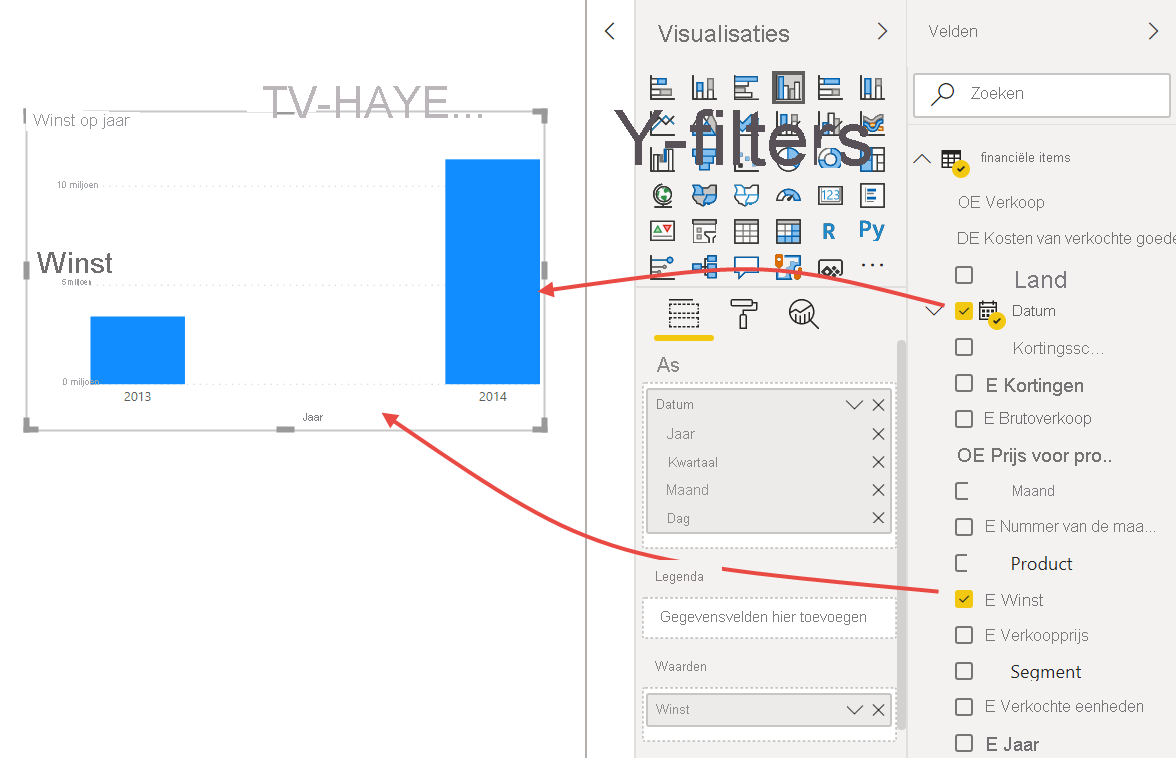 TV-HAYE...
Winst op jaar
10 miljoen
Winst
5 miljoen
0 miljoen
2013
2014
Jaar
Visualisaties
Y-filters
123
R
Py
...
As
Datum
Jaar
Kwartaal
Maand
Dag
Legenda
Gegevensvelden hier toevoegen
Waarden
Winst
Velden
Zoeken
financiële items
OE Verkoop
DE Kosten van verkochte goede
Land
Datum
Kortingssc...
E Kortingen
E Brutoverkoop
OE Prijs voor pro..
Maand
E Nummer van de maa...
Product
E Winst
E Verkoopprijs
Segment
E Verkochte eenheden
E Jaar